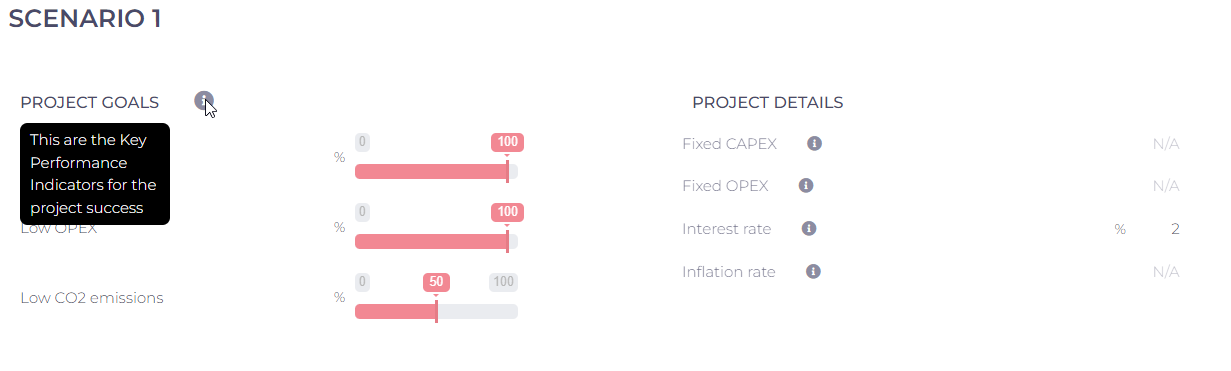 SCENARIO 1
PROJECT GOALS
This are the Key
Performance
Indicators for the
project success
% 0 100
Low OPEX % 0 100
Low CO2 emissions % 0 50 100
PROJECT DETAILS
Fixed CAPEX N/A
Fixed OPEX N/A
Interest rate % 2
Inflation rate N/A